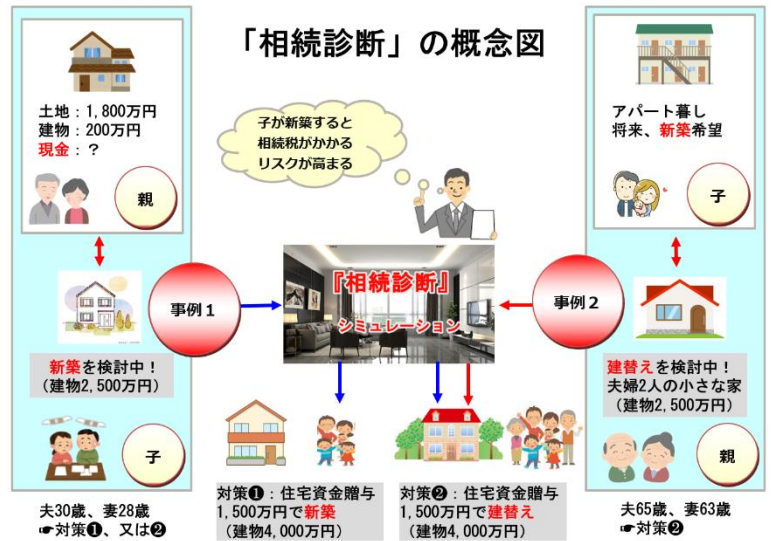 「相続診断」の概念図
土地：1,800万円
建物：200万円
現金：？
親
新築を検討中！
（建物2,500万円）
子
夫30歳、妻28歳
☛対策❶、又は❷
事例１
子が新築すると
相続税がかかる
リスクが高まる
『相続診断』
シミュレーション
対策❶：住宅資金贈与
1,500万円で新築
（建物4,000万円）
対策❷：住宅資金贈与
1,500万円で建替え
（建物4,000万円）
事例２
アパート暮し
将来、新築希望
子
建替えを検討中！
夫婦2人の小さな家
（建物2,500万円）
親
夫65歳、妻63歳
☛対策❷